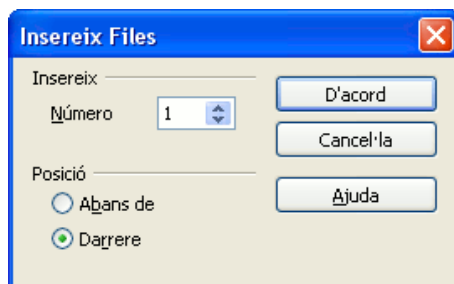 Insereix Files
Insereix
Número 1
D'acord
Cancel·la
Posició
Abans de
Ajuda
Darrere